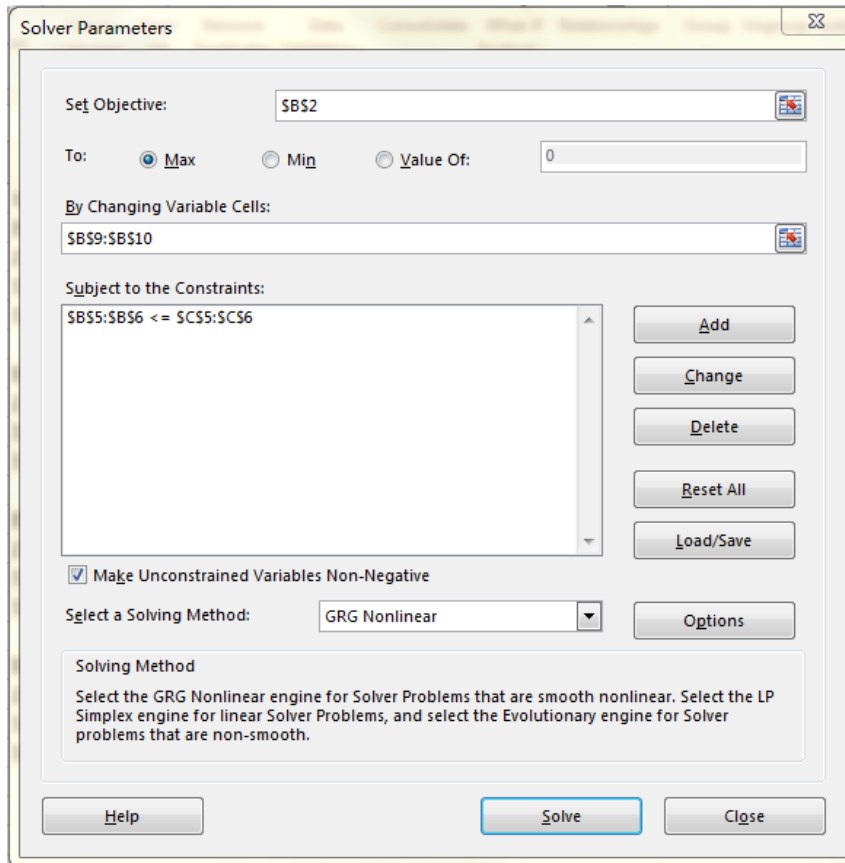 Solver Parameters
Set Objective:
$B$2
To:
Max
Min
Value Of:
0
By Changing Variable Cells:
$B$9:$B$10
Subject to the Constraints:
$B$5:$B$6 <= $C$5:$C$6
Add
Change
Delete
Reset All
Load/Save
Make Unconstrained Variables Non-Negative
Select a Solving Method:
GRG Nonlinear
Options
Solving Method
Select the GRG Nonlinear engine for Solver Problems that are smooth nonlinear. Select the LP
Simplex engine for linear Solver Problems, and select the Evolutionary engine for Solver
problems that are non-smooth.
Help
Solve
Close